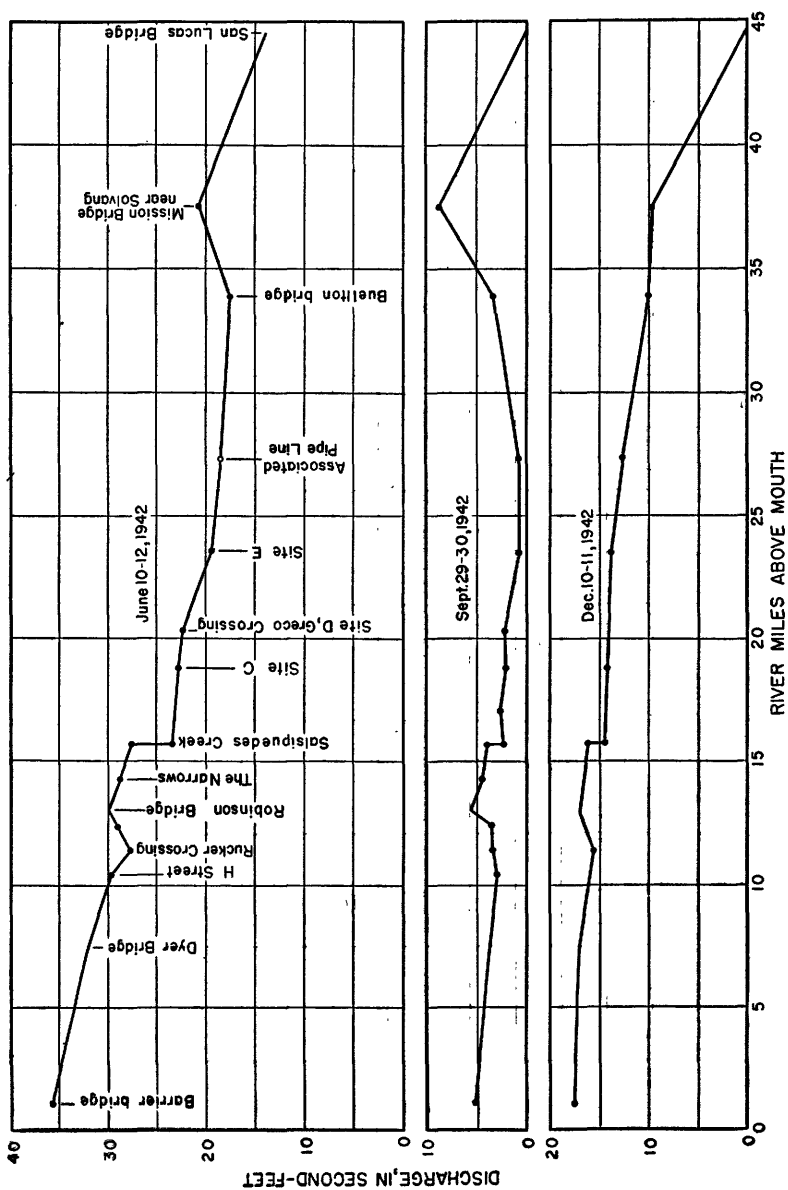 40
30
20
10
0
10
0
20
10
0
DISCHARGE, IN SECOND-FEET
June 10-12, 1942
Barrier bridge
Dyer Bridge
H Street
Rucker Crossing
Robinson Bridge
The Narrows
Salsipuedes Creek
Site C
Site D, Greco Crossing
Site E
Associated
Pipe Line
Buellton bridge
Mission Bridge
near Solvang
San Lucas Bridge
Sept. 29-30, 1942
Dec. 10-11, 1942
0
5
10
15
20
25
30
35
40
45
RIVER MILES ABOVE MOUTH